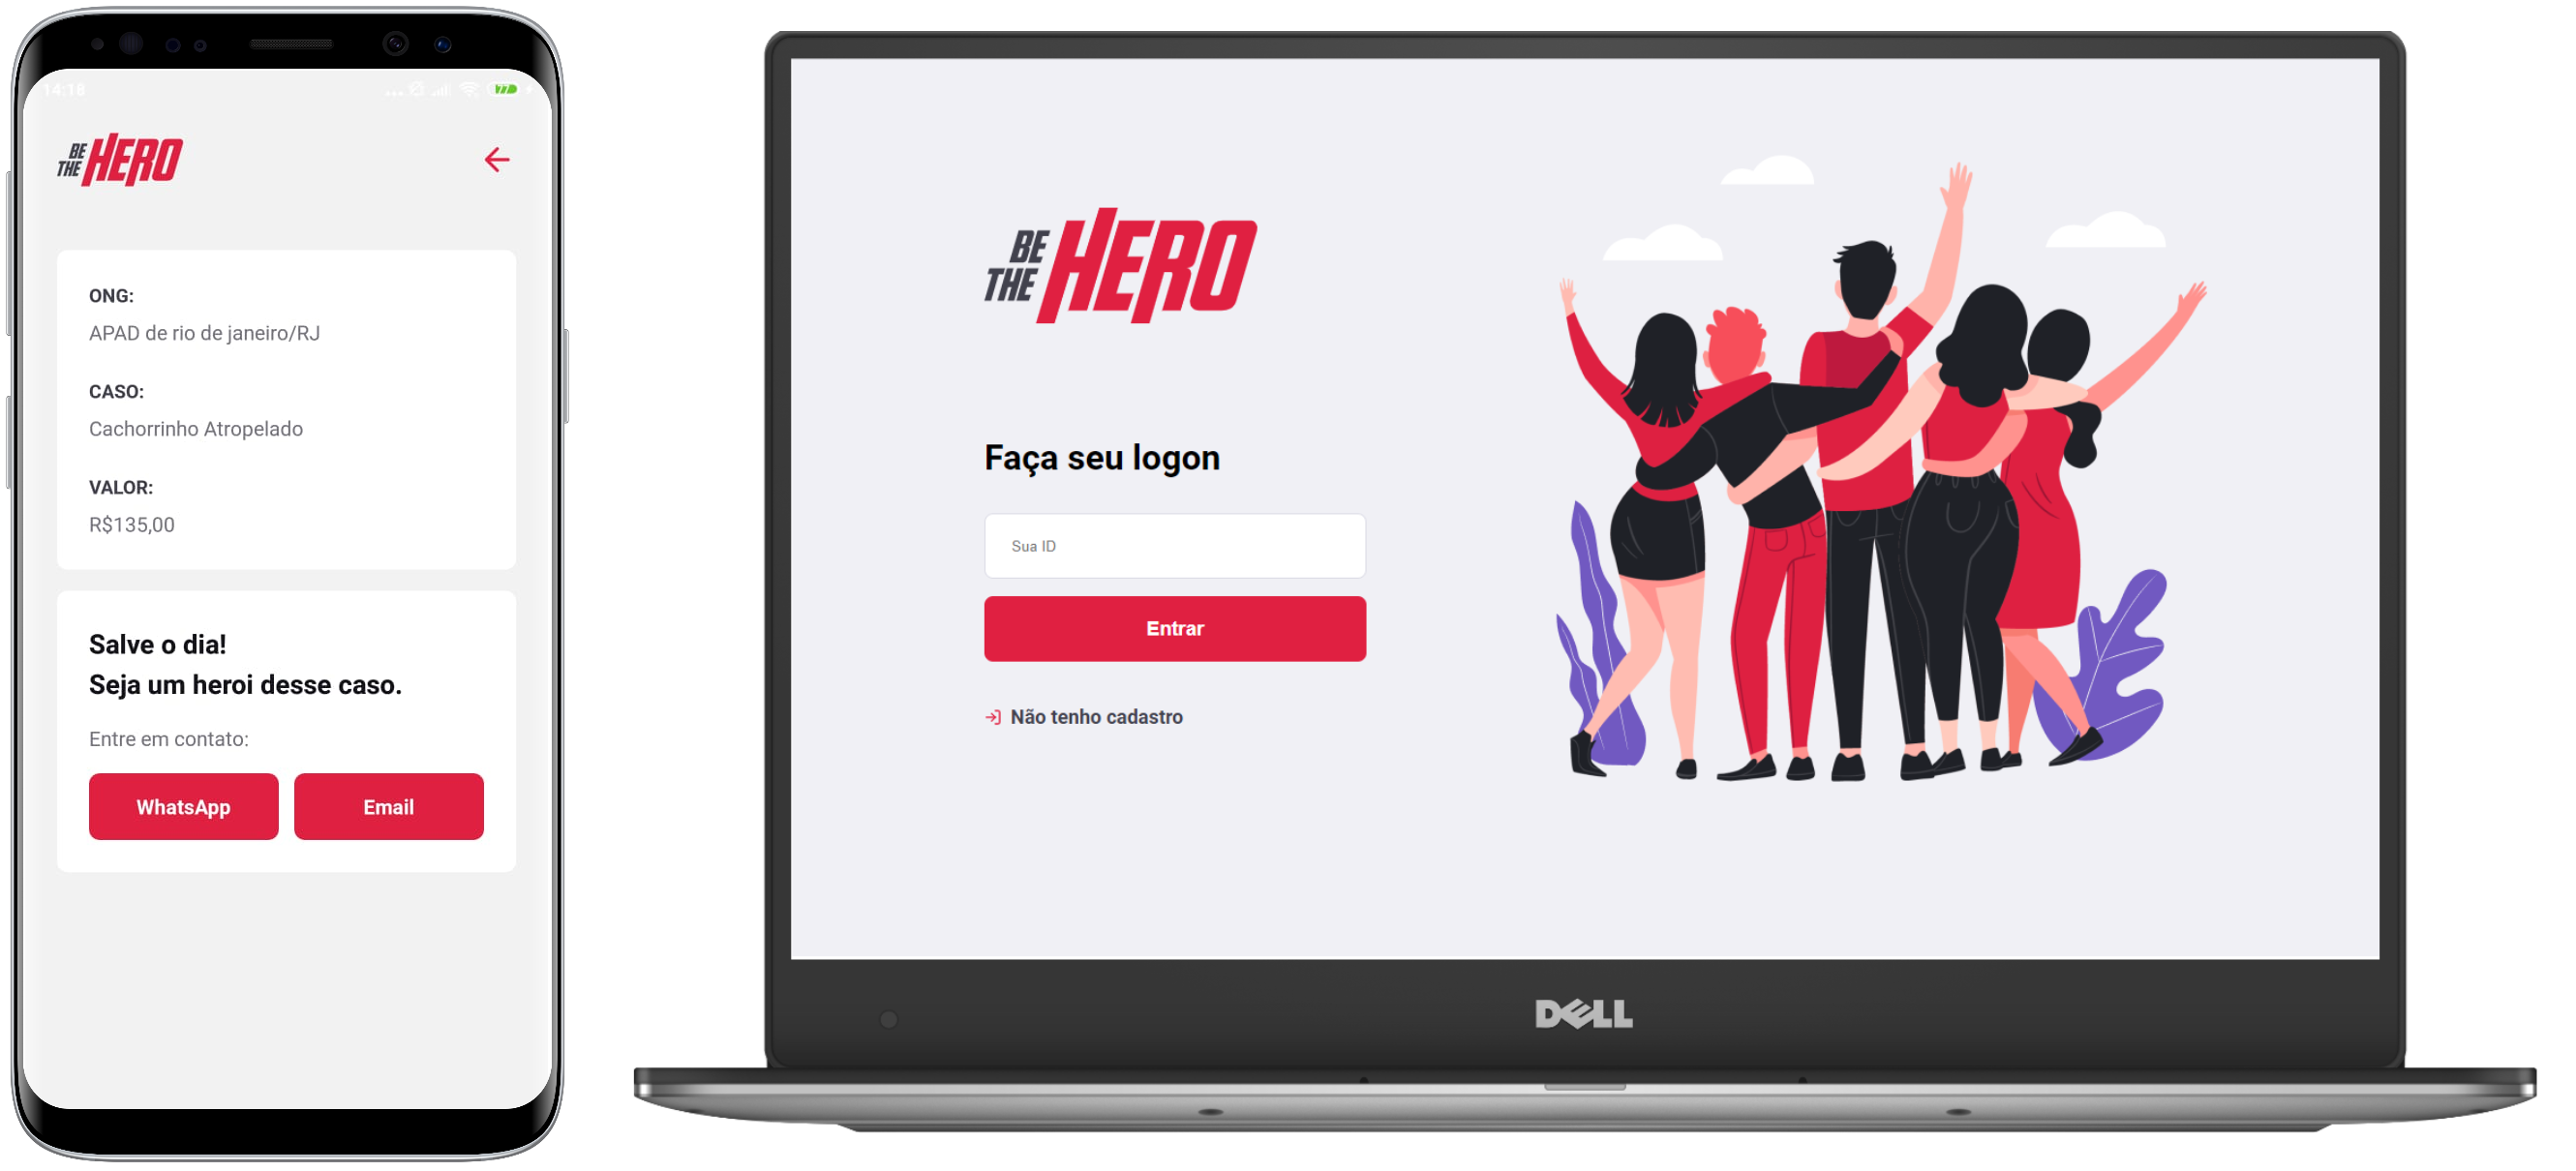 14:18
77
BE
THE HERO
ONG:
APAD de rio de janeiro/RJ
CASO:
Cachorrinho Atropelado
VALOR:
R$135,00
Salve o dia!
Seja um heroi desse caso.
Entre em contato:
WhatsApp
Email
BE
THE HERO
Faça seu logon
Sua ID
Entrar
Não tenho cadastro
DELL